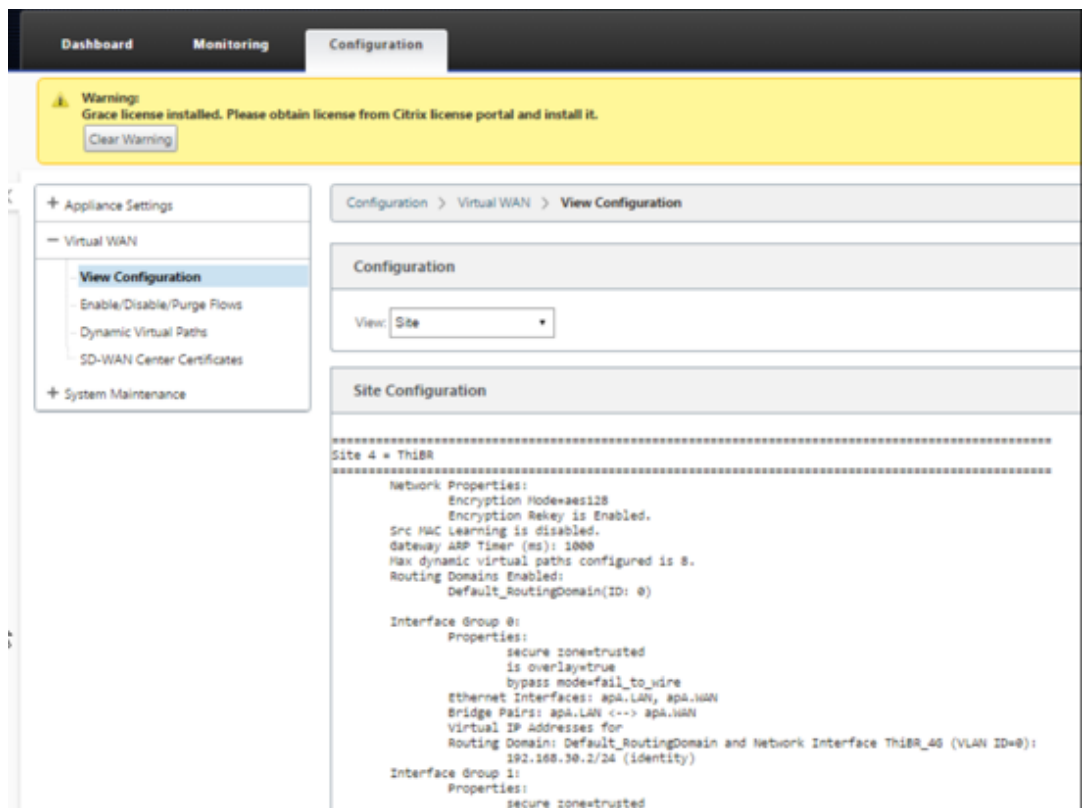 Dashboard Monitoring Configuration
Warning:
Grace license installed. Please obtain license from Citrix license portal and install it.
Clear Warning
+ Appliance Settings
− Virtual WAN
View Configuration
Enable/Disable/Purge Flows
Dynamic Virtual Paths
SD-WAN Center Certificates
+ System Maintenance
Configuration > Virtual WAN > View Configuration
Configuration
View: Site
Site Configuration
====================================================================================================
Site 4 = ThiBR
====================================================================================================
Network Properties:
Encryption Mode=aes128
Encryption Rekey is Enabled.
Src MAC Learning is disabled.
Gateway ARP Timer (ms): 1000
Max dynamic virtual paths configured is 8.
Routing Domains Enabled:
Default_RoutingDomain(ID: 0)
Interface Group 0:
Properties:
secure zone=trusted
is overlay=true
bypass mode=fail_to_wire
Ethernet Interfaces: apA.LAN, apA.WAN
Bridge Pairs: apA.LAN <--> apA.WAN
Virtual IP Addresses for
Routing Domain: Default_RoutingDomain and Network Interface ThiBR_4G (VLAN ID=0):
192.168.30.2/24 (identity)
Interface Group 1:
Properties:
secure zone=trusted